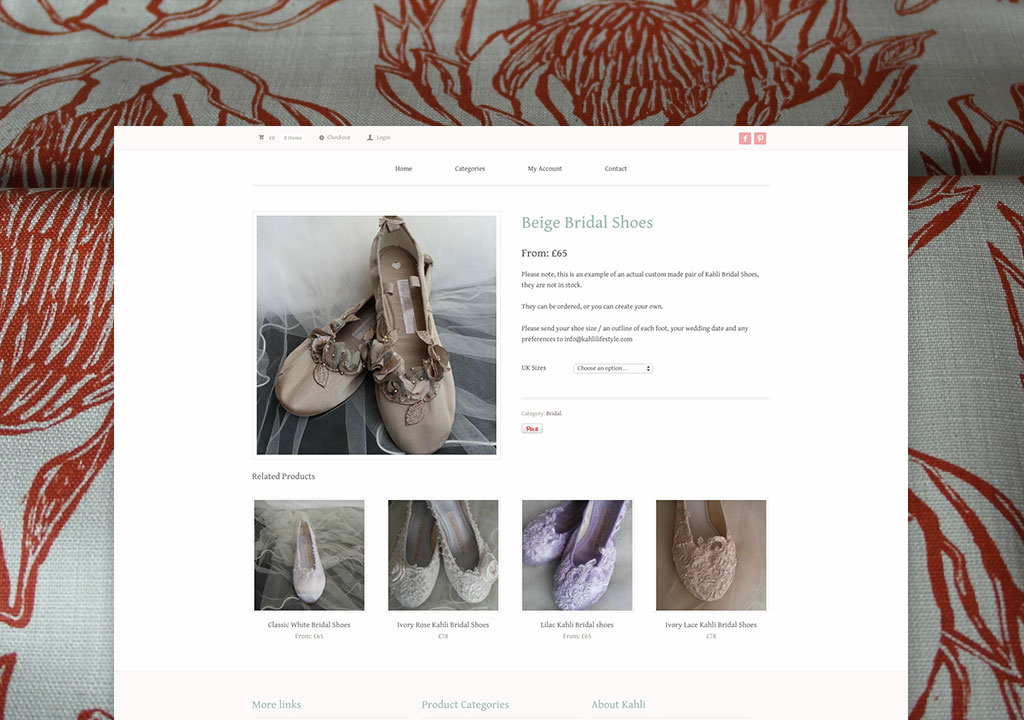 £0 0 items Checkout Login
Home Categories My Account Contact
Beige Bridal Shoes
From: £65
Please note, this is an example of an actual custom made pair of Kahli Bridal Shoes,
they are not in stock.
They can be ordered, or you can create your own.
Please send your shoe size / an outline of each foot, your wedding date and any
preferences to info@kahlilifestyle.com
UK Sizes Choose an option...
Category: Bridal.
Pin it
Related Products
Classic White Bridal Shoes
From: £65
Ivory Rose Kahli Bridal Shoes
£78
Lilac Kahli Bridal shoes
From: £65
Ivory Lace Kahli Bridal Shoes
£78
More links Product Categories About Kahli